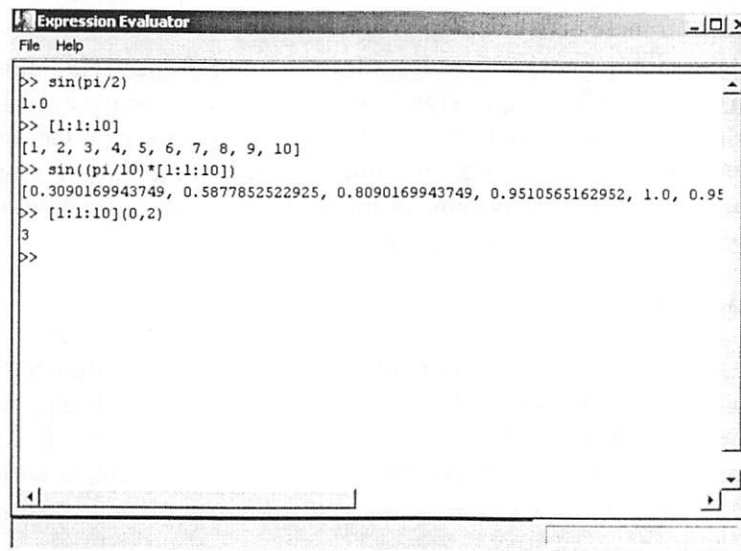 Expression Evaluator
File Help
>> sin(pi/2)
1.0
>> [1:1:10]
[1, 2, 3, 4, 5, 6, 7, 8, 9, 10]
>> sin((pi/10)*[1:1:10])
[0.3090169943749, 0.5877852522925, 0.8090169943749, 0.9510565162952, 1.0, 0.95
>> [1:1:10](0,2)
3
>>